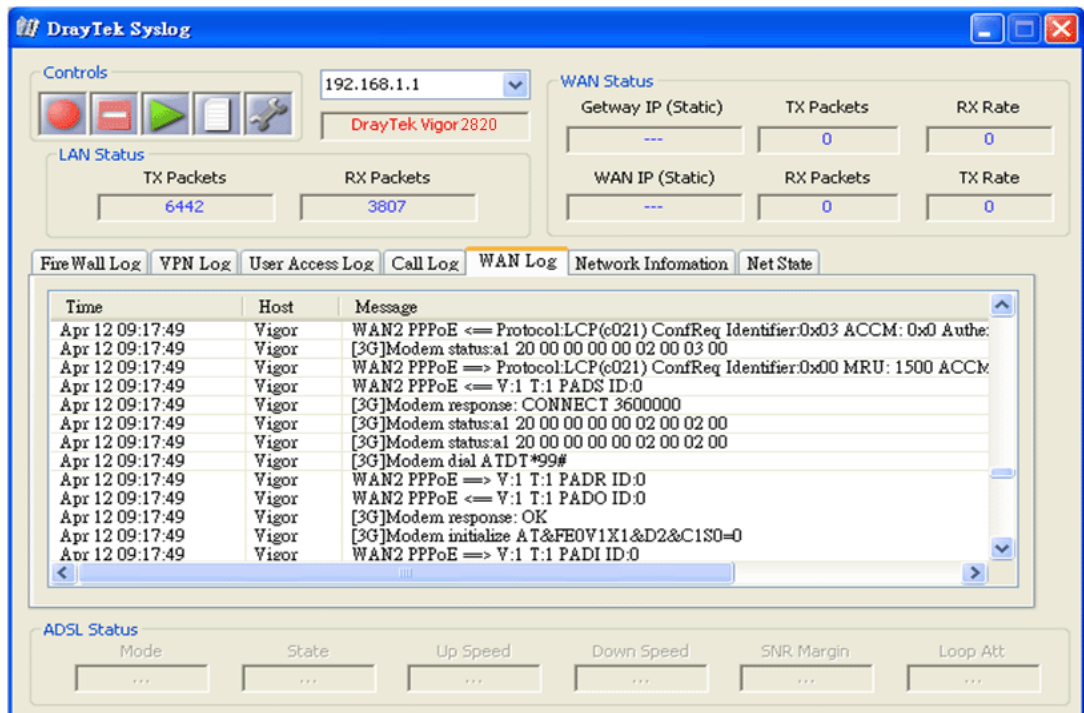 DrayTek Syslog
Controls
192.168.1.1
DrayTek Vigor2820
WAN Status
Getway IP (Static) TX Packets RX Rate
--- 0 0
WAN IP (Static) RX Packets TX Rate
--- 0 0
LAN Status
TX Packets RX Packets
6442 3807
FireWall Log VPN Log User Access Log Call Log WAN Log Network Infomation Net State
Time Host Message
Apr 12 09:17:49 Vigor WAN2 PPPoE <== Protocol:LCP(c021) ConfReq Identifier:0x03 ACCM: 0x0 Authe:
Apr 12 09:17:49 Vigor [3G]Modem status:a1 20 00 00 00 00 02 00 03 00
Apr 12 09:17:49 Vigor WAN2 PPPoE ==> Protocol:LCP(c021) ConfReq Identifier:0x00 MRU: 1500 ACCM
Apr 12 09:17:49 Vigor WAN2 PPPoE <== V:1 T:1 PADS ID:0
Apr 12 09:17:49 Vigor [3G]Modem response: CONNECT 3600000
Apr 12 09:17:49 Vigor [3G]Modem status:a1 20 00 00 00 00 02 00 02 00
Apr 12 09:17:49 Vigor [3G]Modem status:a1 20 00 00 00 00 02 00 02 00
Apr 12 09:17:49 Vigor [3G]Modem dial ATDT*99#
Apr 12 09:17:49 Vigor WAN2 PPPoE ==> V:1 T:1 PADR ID:0
Apr 12 09:17:49 Vigor WAN2 PPPoE <== V:1 T:1 PADO ID:0
Apr 12 09:17:49 Vigor [3G]Modem response: OK
Apr 12 09:17:49 Vigor [3G]Modem initialize AT&FE0V1X1&D2&C1S0=0
Apr 12 09:17:49 Vigor WAN2 PPPoE ==> V:1 T:1 PADI ID:0
ADSL Status
Mode State Up Speed Down Speed SNR Margin Loop Att
... ... ... ... ... ...